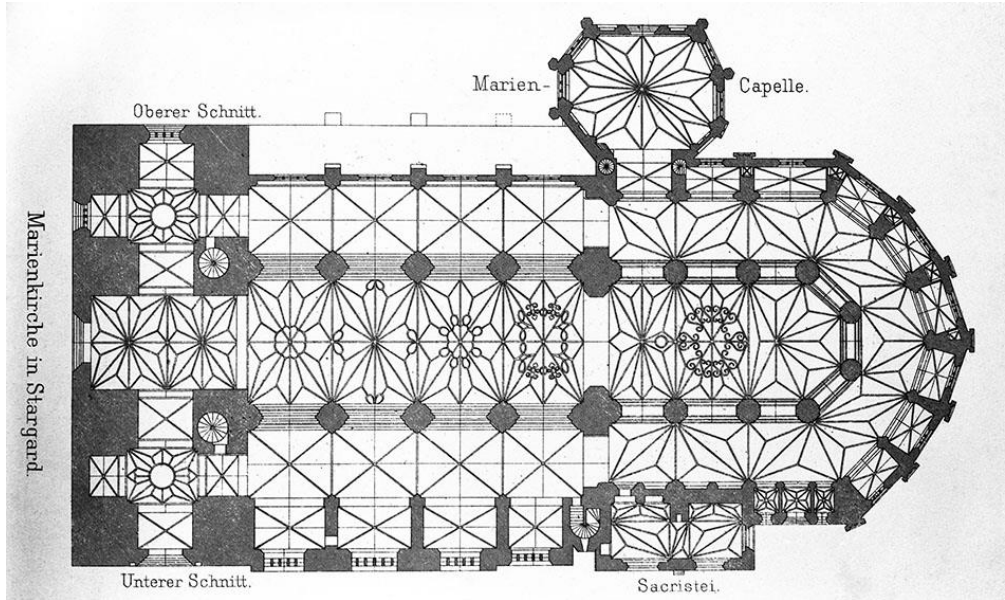 Marien-
Capelle.
Oberer Schnitt.
Marienkirche in Stargard.
Unterer Schnitt.
Sacristei.